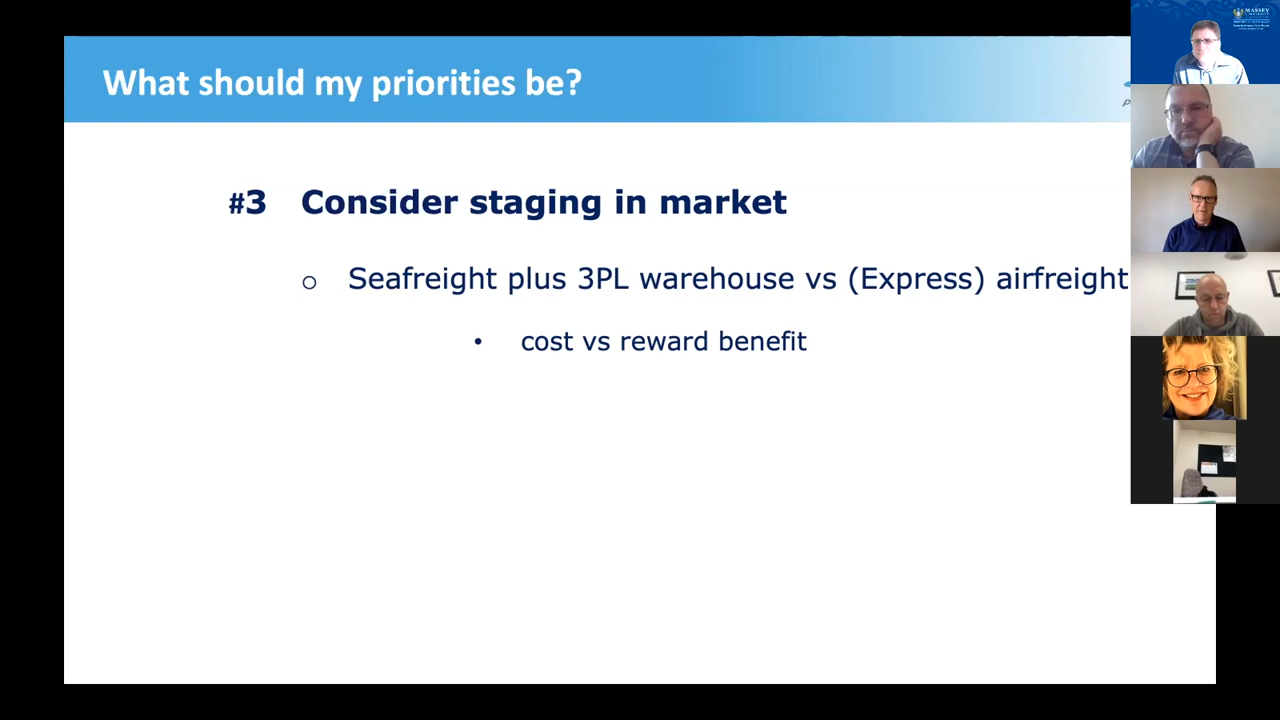 What should my priorities be?
#3 Consider staging in market
o Seafreight plus 3PL warehouse vs (Express) airfreight
• cost vs reward benefit
MASSEY